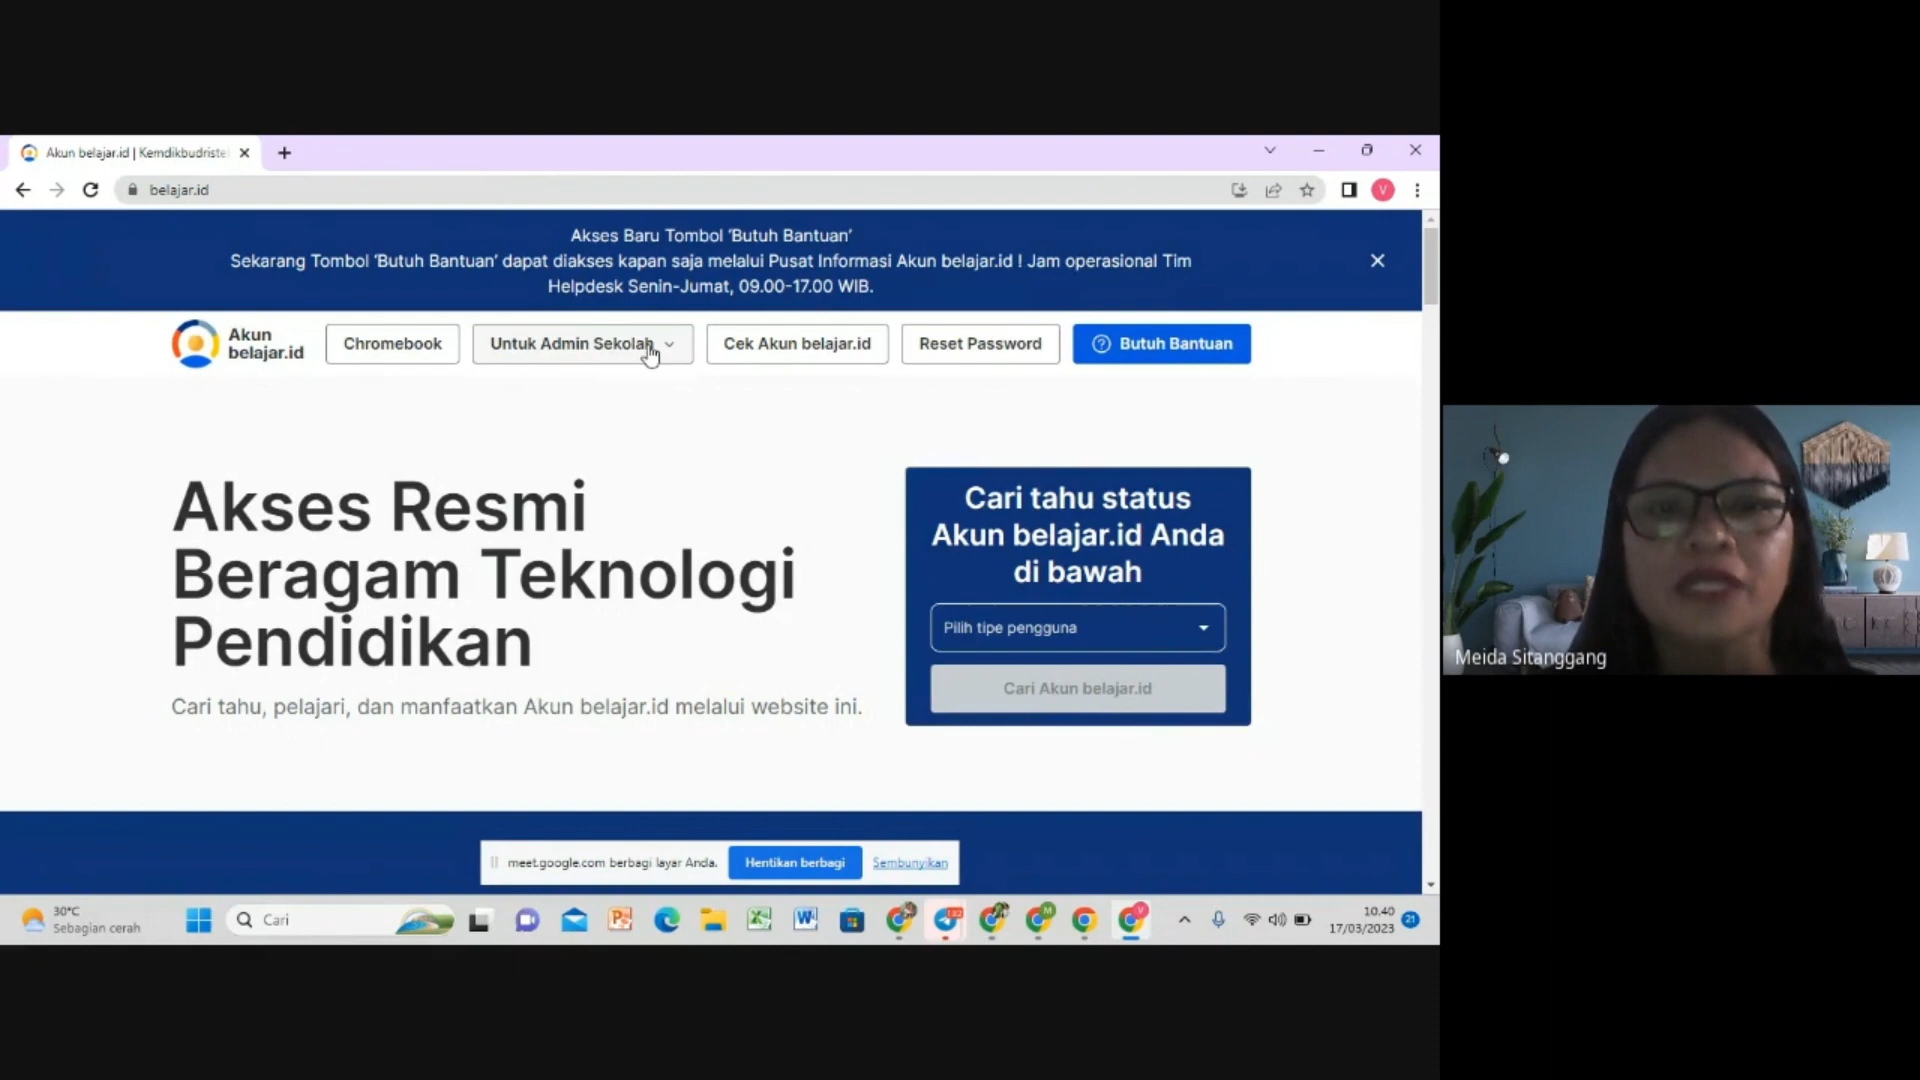 Akun belajar.id | Kemdikbudriste
belajar.id
V
Akses Baru Tombol 'Butuh Bantuan'
Sekarang Tombol 'Butuh Bantuan' dapat diakses kapan saja melalui Pusat Informasi Akun belajar.id ! Jam operasional Tim
Helpdesk Senin-Jumat, 09.00-17.00 WIB.
Akun
belajar.id
Chromebook
Untuk Admin Sekolah
Cek Akun belajar.id
Reset Password
Butuh Bantuan
Akses Resmi
Beragam Teknologi
Pendidikan
Cari tahu, pelajari, dan manfaatkan Akun belajar.id melalui website ini.
Cari tahu status
Akun belajar.id Anda
di bawah
Pilih tipe pengguna
Cari Akun belajar.id
Meida Sitanggang
meet.google.com berbagi layar Anda.
Hentikan berbagi
Sembunyikan
30°C
Sebagian cerah
Cari
10.40
17/03/2023
21